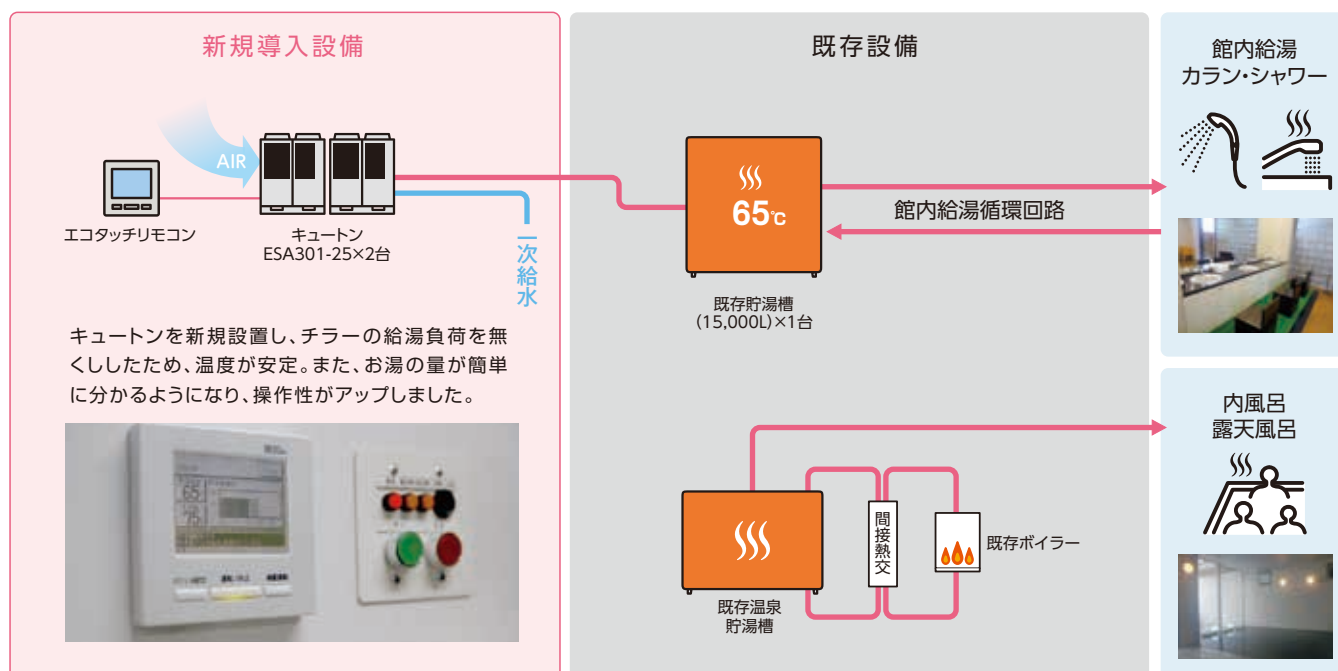 新規導入設備
AIR
エコタッチリモコン
キュートン
ESA301-25×2台
一次給水
キュートンを新規設置し、チラーの給湯負荷を無
くししたため、温度が安定。また、お湯の量が簡単
に分かるようになり、操作性がアップしました。
既存設備
65℃
既存貯湯槽
(15,000L)×1台
館内給湯循環回路
既存温泉
貯湯槽
間接熱交
既存ボイラー
館内給湯
カラン・シャワー
内風呂
露天風呂